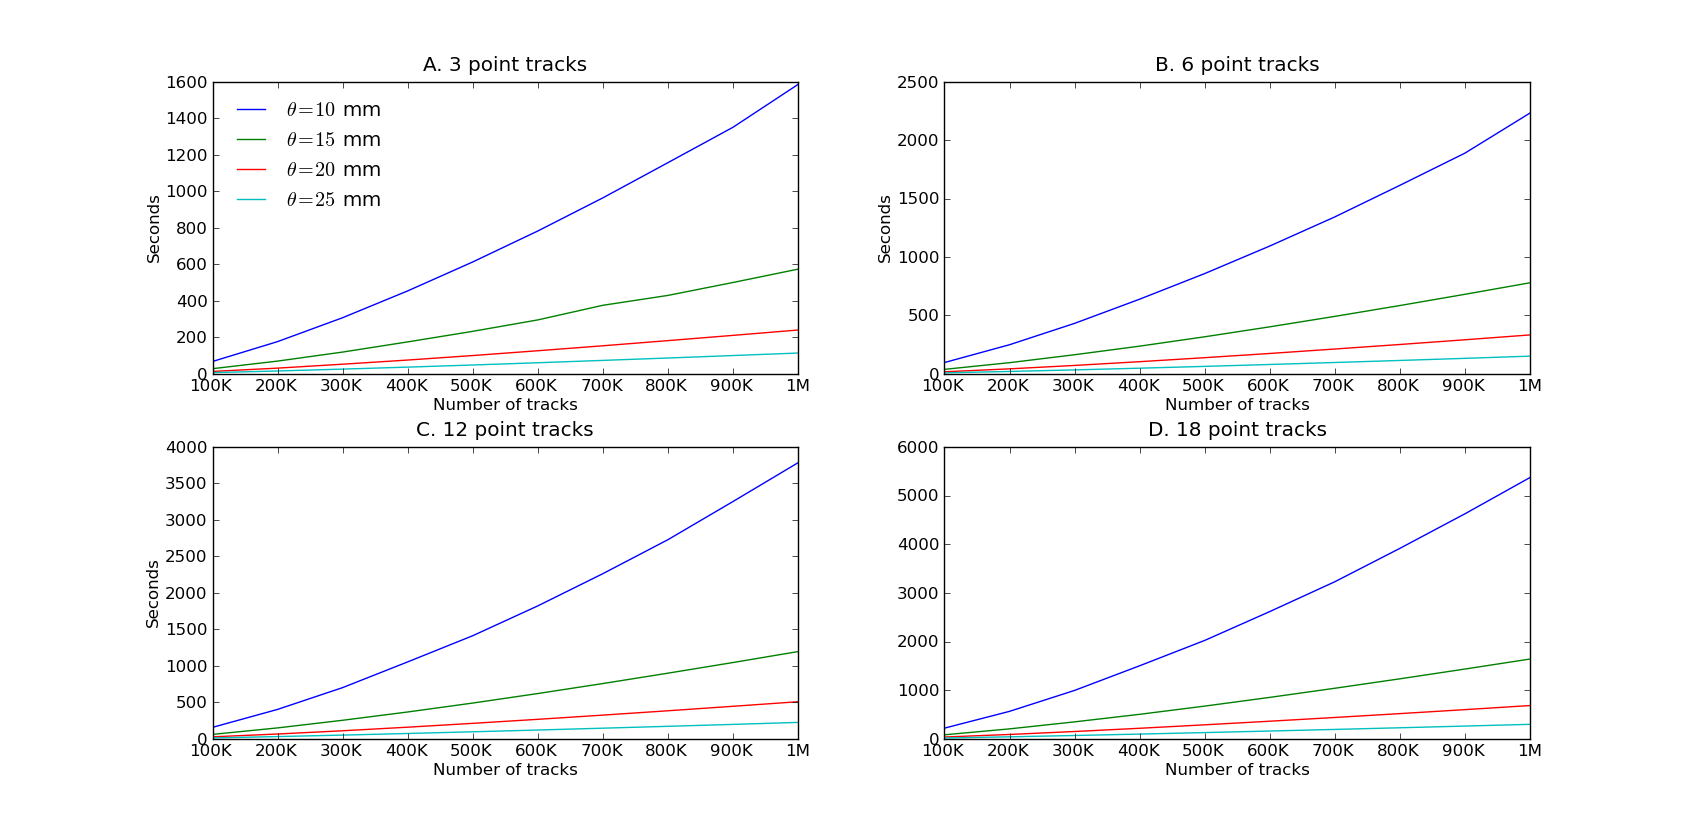 A. 3 point tracks
1600
1400
1200
1000
800
600
400
200
0
Seconds
θ=10 mm
θ=15 mm
θ=20 mm
θ=25 mm
100K 200K 300K 400K 500K 600K 700K 800K 900K 1M
Number of tracks
B. 6 point tracks
2500
2000
1500
1000
500
0
Seconds
100K 200K 300K 400K 500K 600K 700K 800K 900K 1M
Number of tracks
C. 12 point tracks
4000
3500
3000
2500
2000
1500
1000
500
0
Seconds
100K 200K 300K 400K 500K 600K 700K 800K 900K 1M
Number of tracks
D. 18 point tracks
6000
5000
4000
3000
2000
1000
0
100K 200K 300K 400K 500K 600K 700K 800K 900K 1M
Number of tracks